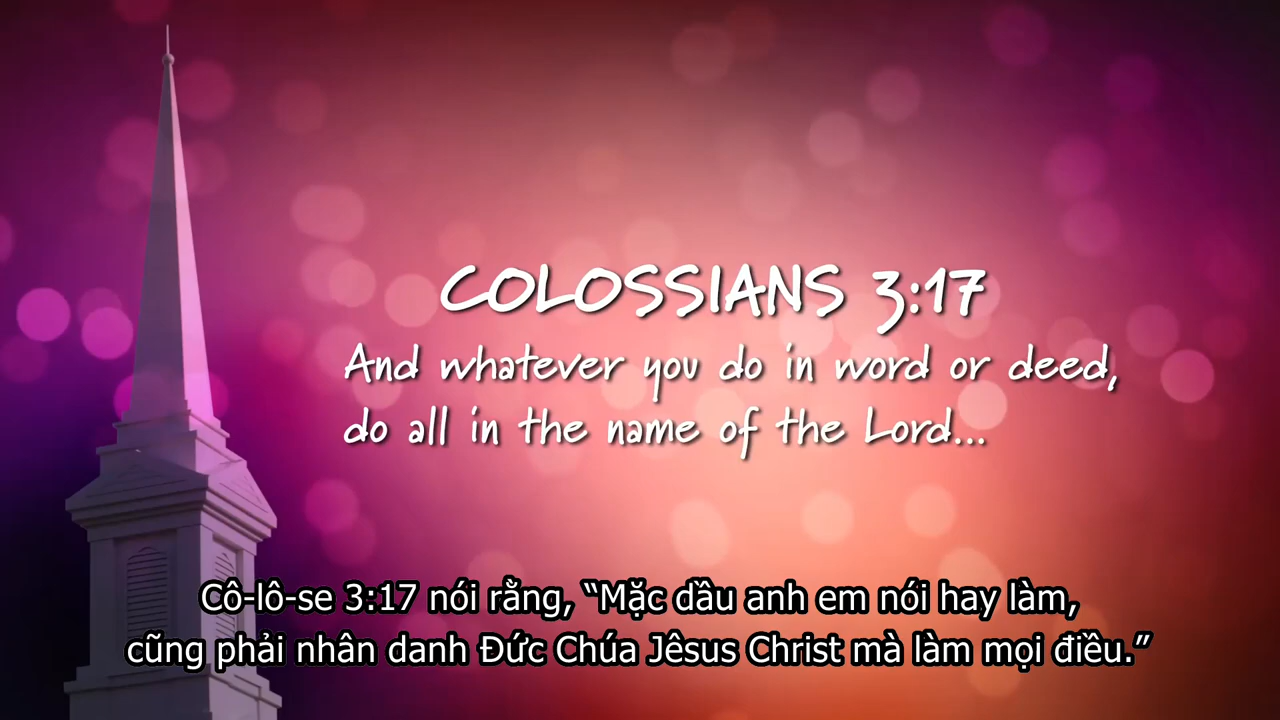 COLOSSIANS 3:17
And whatever you do in word or deed,
do all in the name of the Lord...
Cô-lô-se 3:17 nói rằng, “Mặc dầu anh em nói hay làm,
cũng phải nhân danh Đức Chúa Jêsus Christ mà làm mọi điều.”